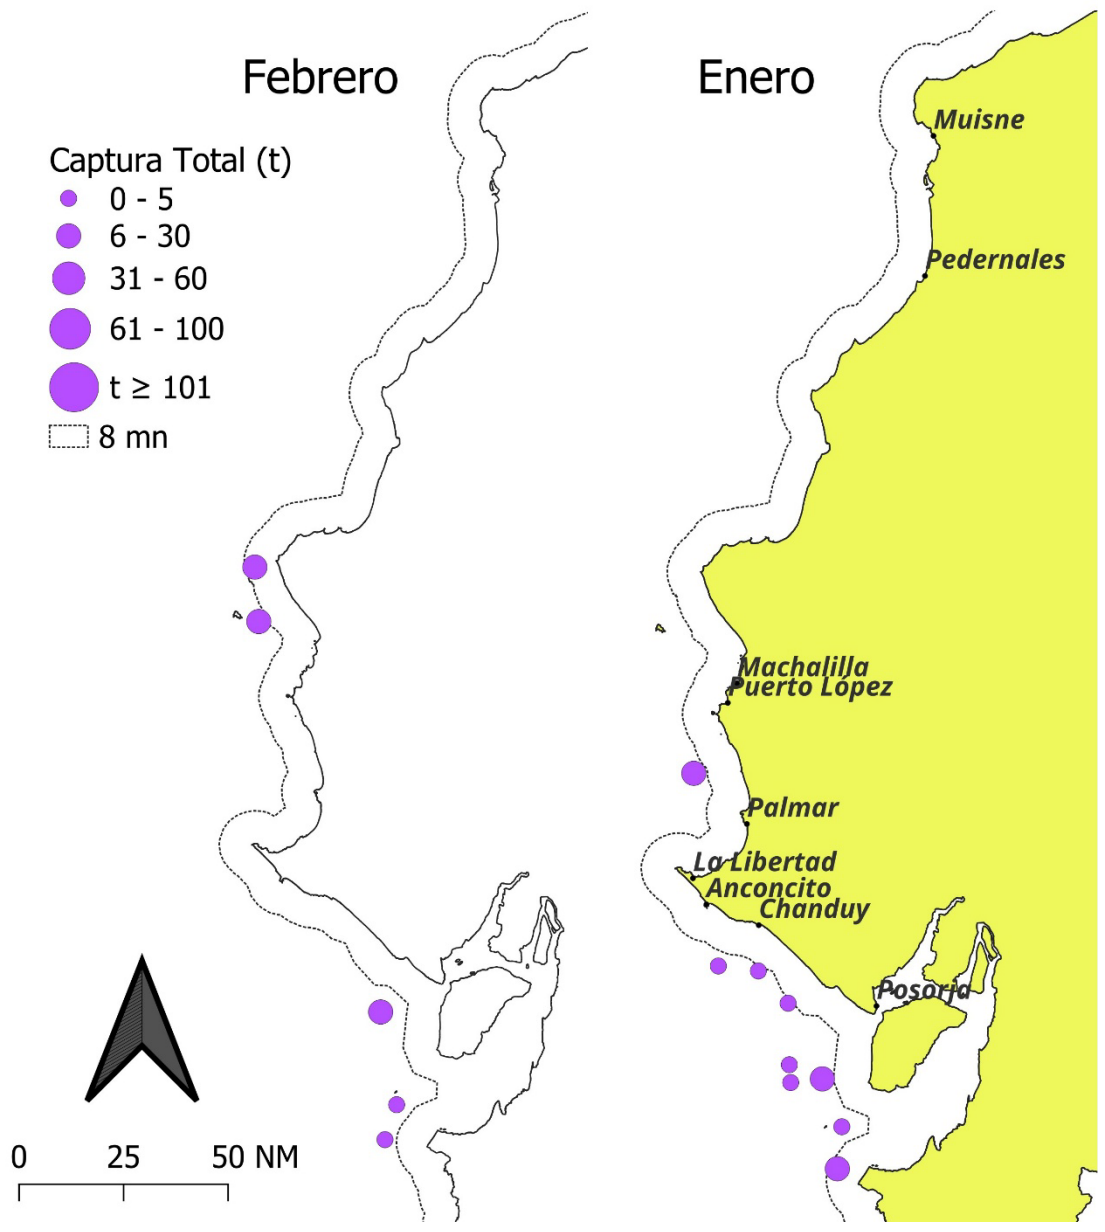 Febrero
Enero
Captura Total (t)
0 - 5
6 - 30
31 - 60
61 - 100
t ≥ 101
8 mn
Muisne
Pedernales
Machalilla
Puerto López
Palmar
La Libertad
Anconcito
Chanduy
Posorja
0 25 50 NM